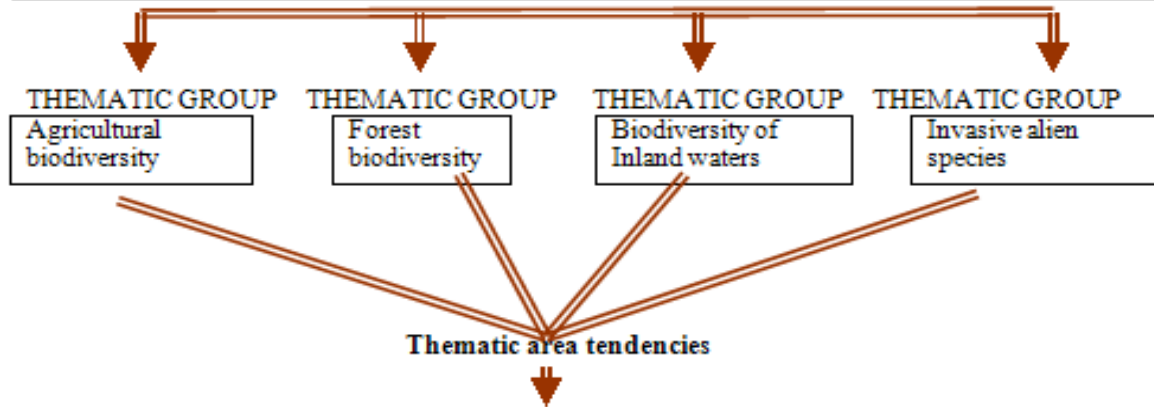 THEMATIC GROUP
Agricultural
biodiversity
THEMATIC GROUP
Forest
biodiversity
THEMATIC GROUP
Biodiversity of
Inland waters
THEMATIC GROUP
Invasive alien
species
Thematic area tendencies